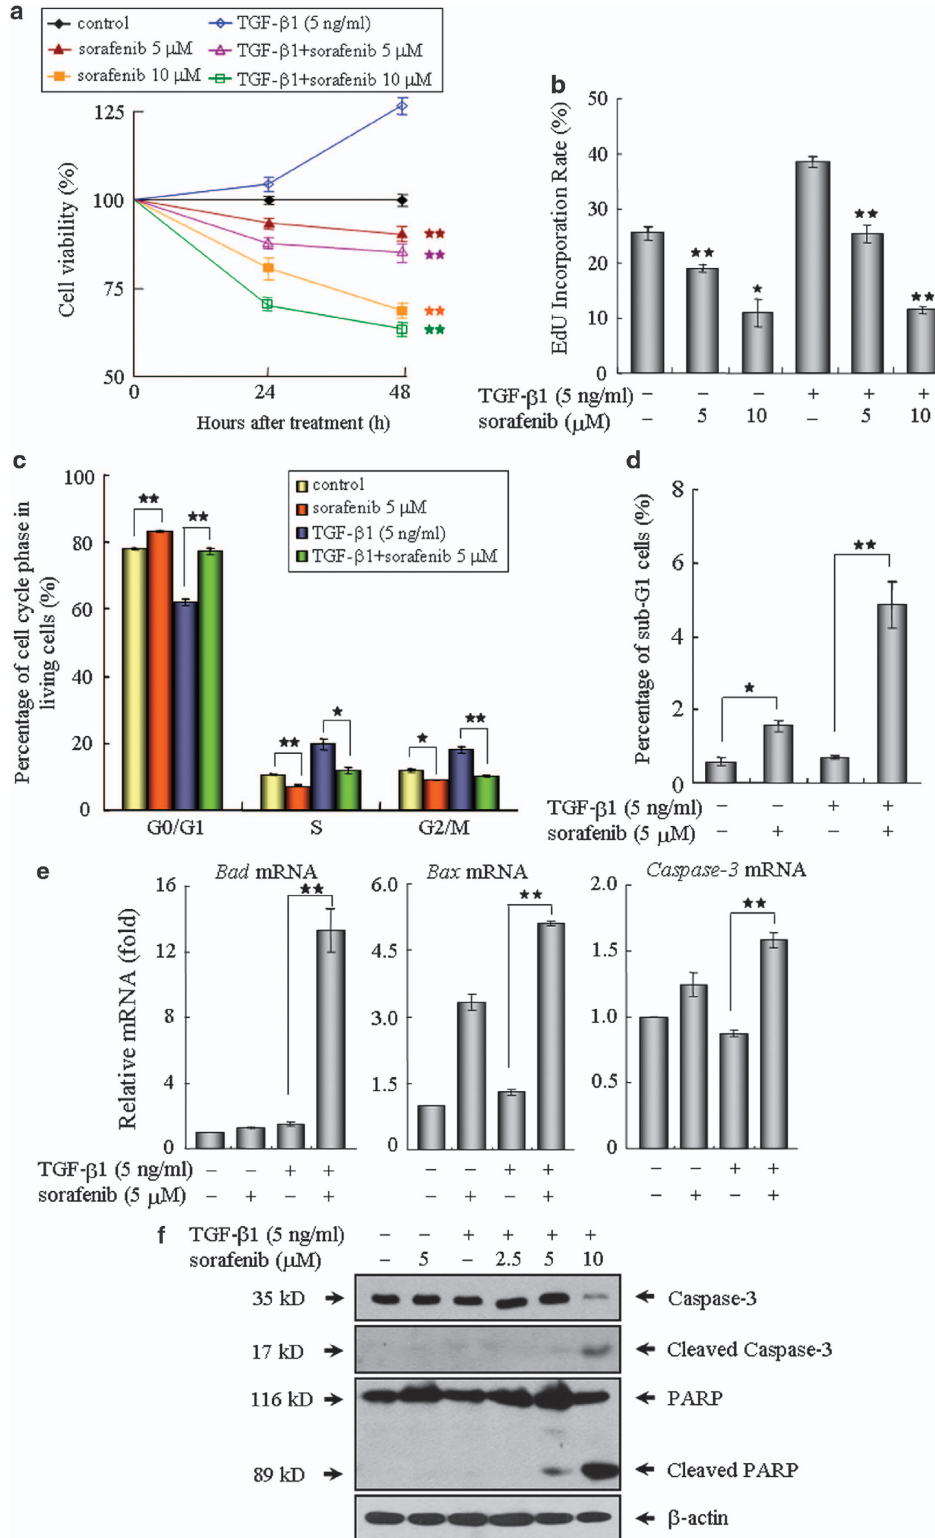 a
control
TGF-β1 (5 ng/ml)
sorafenib 5 μM
TGF-β1+sorafenib 5 μM
sorafenib 10 μM
TGF-β1+sorafenib 10 μM
125
100
75
50
Cell viability (%)
0 24 48
Hours after treatment (h)
★★
★★
★★
★★
b
50
40
30
20
10
0
EdU Incorporation Rate (%)
★★ ★ ★★ ★★
TGF-β1 (5 ng/ml) – – – + + +
sorafenib (μM) – 5 10 – 5 10
c
100
80
60
40
20
0
Percentage of cell cycle phase in living cells (%)
control
sorafenib 5 μM
TGF-β1 (5 ng/ml)
TGF-β1+sorafenib 5 μM
★★ ★★ ★★ ★ ★ ★★
G0/G1 S G2/M
d
8
6
4
2
0
Percentage of sub-G1 cells (%)
★ ★★
TGF-β1 (5 ng/ml) – – + +
sorafenib (5 μM) – + – +
e
Bad mRNA
16
12
8
4
0
Relative mRNA (fold)
★★
Bax mRNA
6.0
4.5
3.0
1.5
0
★★
Caspase-3 mRNA
2.0
1.5
1.0
0.5
0
★★
TGF-β1 (5 ng/ml) – – + + – – + + – – + +
sorafenib (5 μM) – + – + – + – + – + – +
f
TGF-β1 (5 ng/ml) – – + + + +
sorafenib (μM) – 5 – 2.5 5 10
35 kD Caspase-3
17 kD Cleaved Caspase-3
116 kD PARP
89 kD Cleaved PARP
β-actin